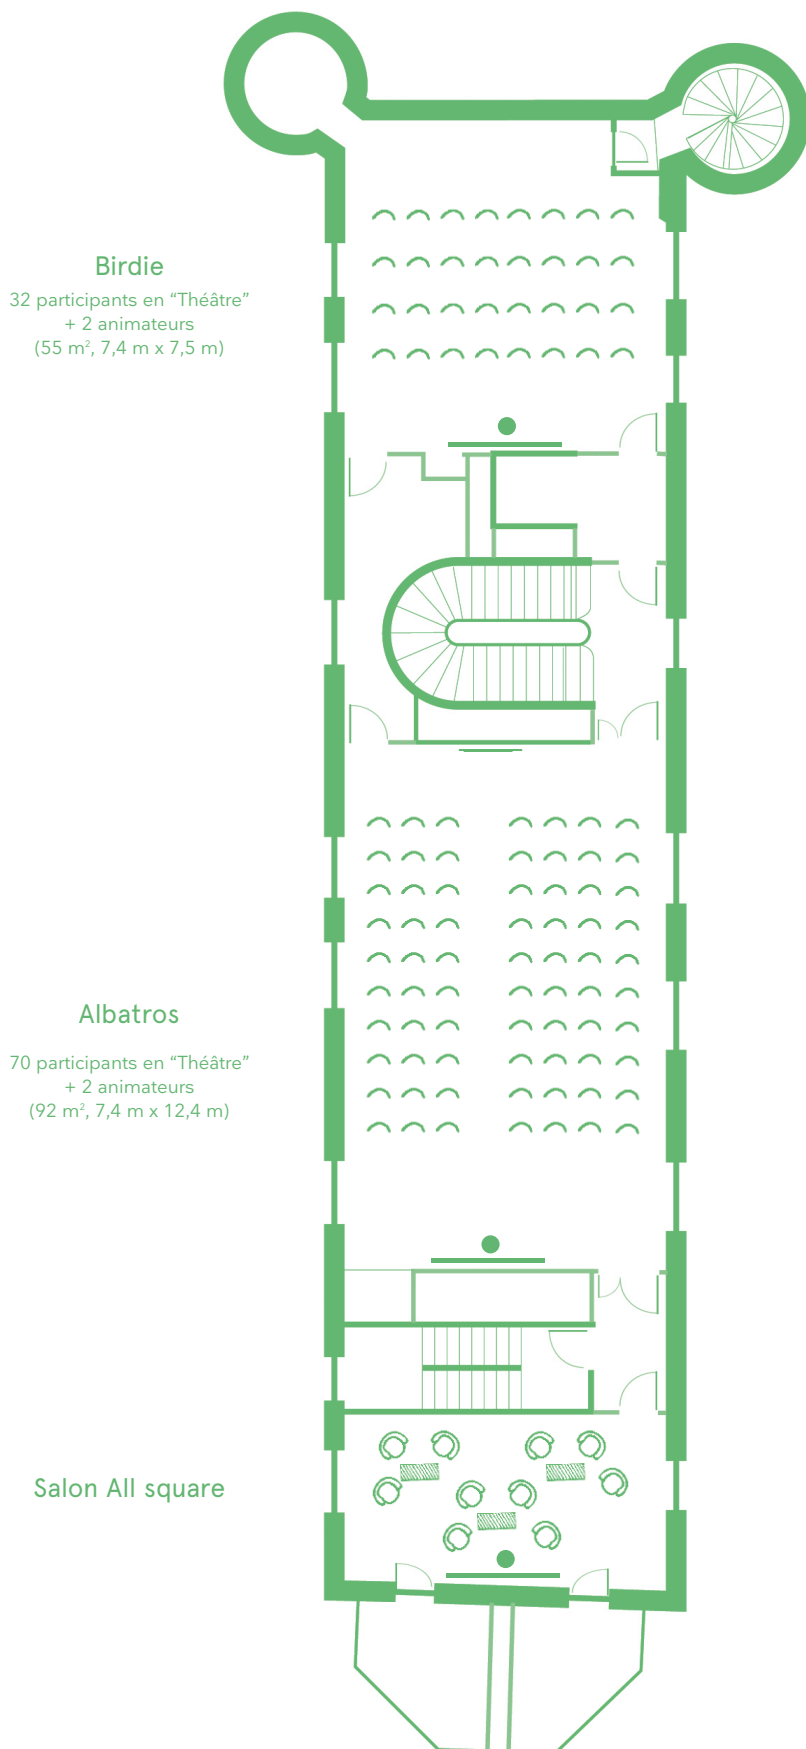 Birdie
32 participants en “Théâtre”
+ 2 animateurs
(55 m², 7,4 m x 7,5 m)
Albatros
70 participants en “Théâtre”
+ 2 animateurs
(92 m², 7,4 m x 12,4 m)
Salon All square